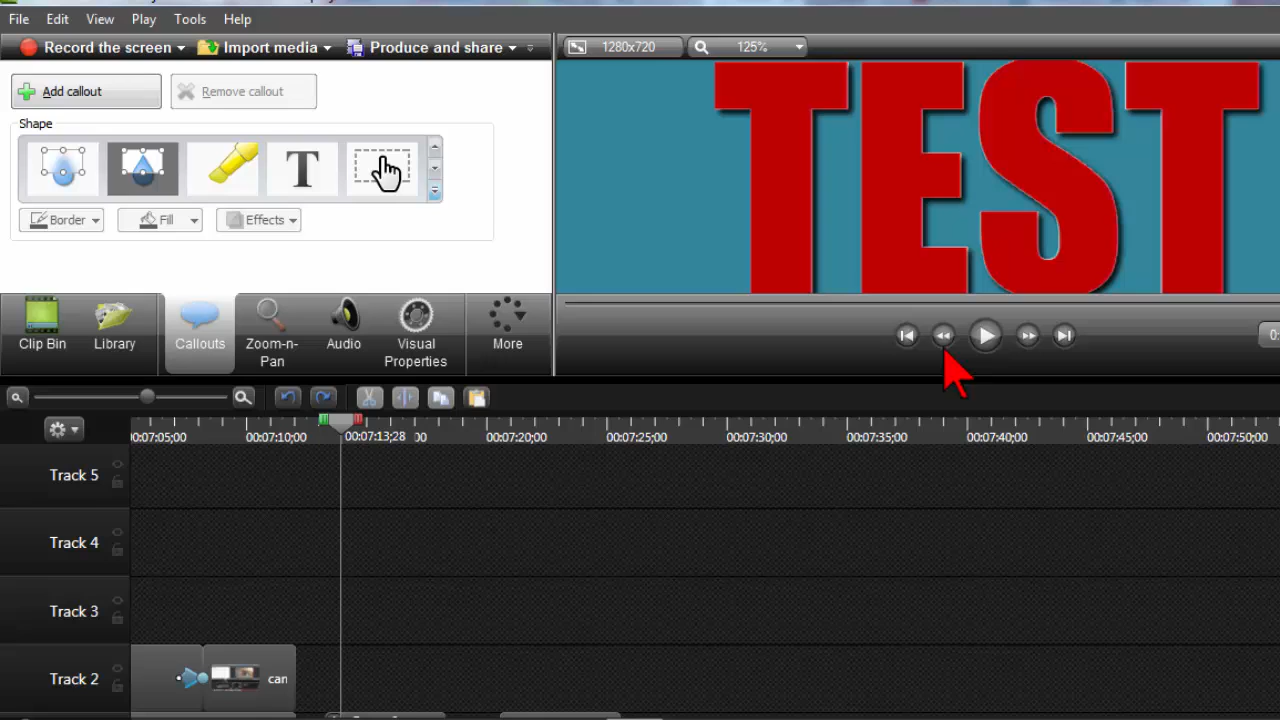 File Edit View Play Tools Help
Record the screen Import media Produce and share 1280x720 125%
Add callout Remove callout
Shape
T
Border Fill Effects
TEST
Clip Bin Library Callouts Zoom-n-Pan Audio Visual Properties More
0:
0:07:05;00 00:07:10;00 00:07:13;28 00 00:07:20;00 00:07:25;00 00:07:30;00 00:07:35;00 00:07:40;00 00:07:45;00 00:07:50;00
Track 5
Track 4
Track 3
Track 2 can